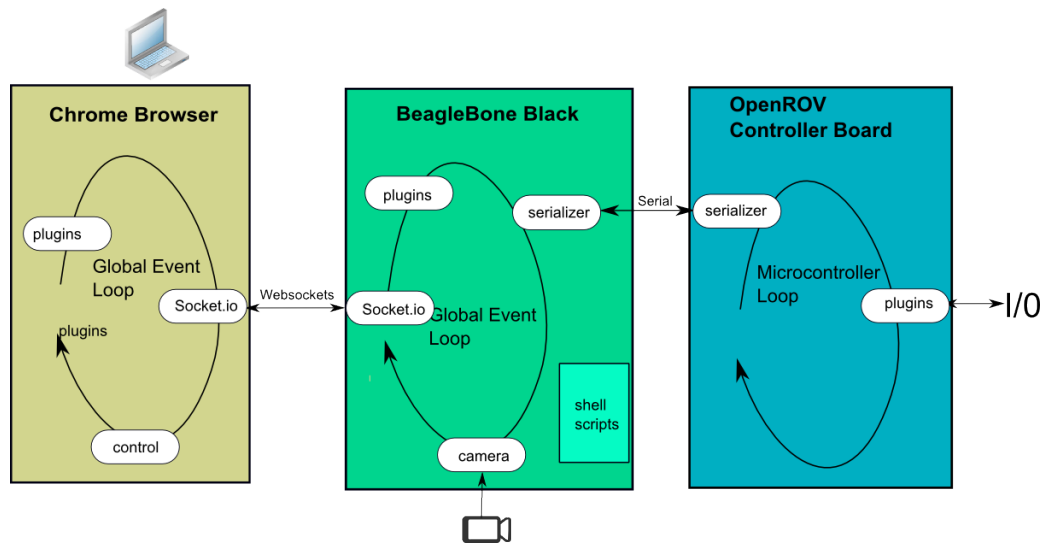 Chrome Browser
plugins
Global Event
Loop
Socket.io
plugins
control
Websockets
BeagleBone Black
plugins
serializer
Socket.io
Global Event
Loop
shell
scripts
camera
Serial
OpenROV
Controller Board
serializer
Microcontroller
Loop
plugins
I/0